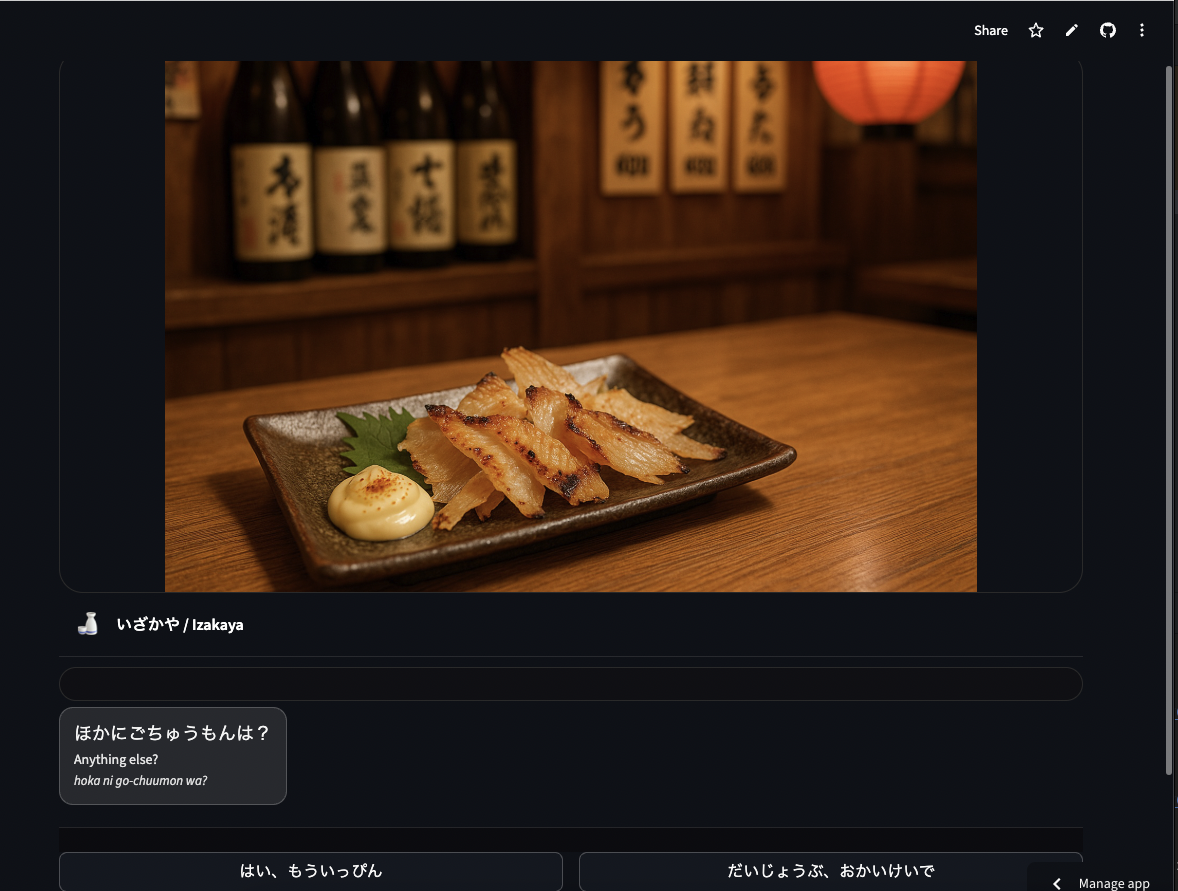 Share
いざかや / Izakaya
ほかにごちゅうもんは？
Anything else?
hoka ni go-chuumon wa?
はい、もういっぴん
だいじょうぶ、おかいけいで
Manage app